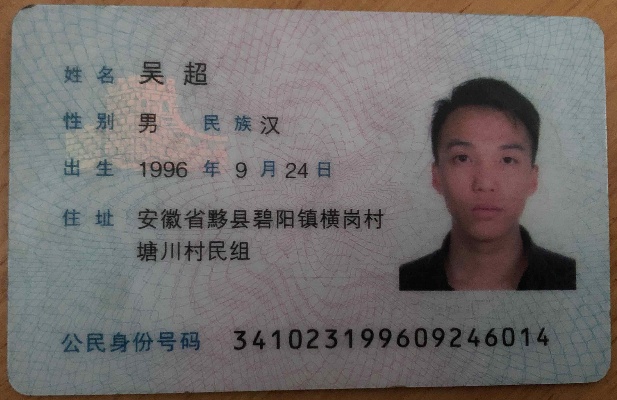 姓名 吴超
性别 男 民族 汉
出生 1996 年 9 月 24 日
住址 安徽省黟县碧阳镇横岗村
塘川村民组
公民身份号码 341023199609246014